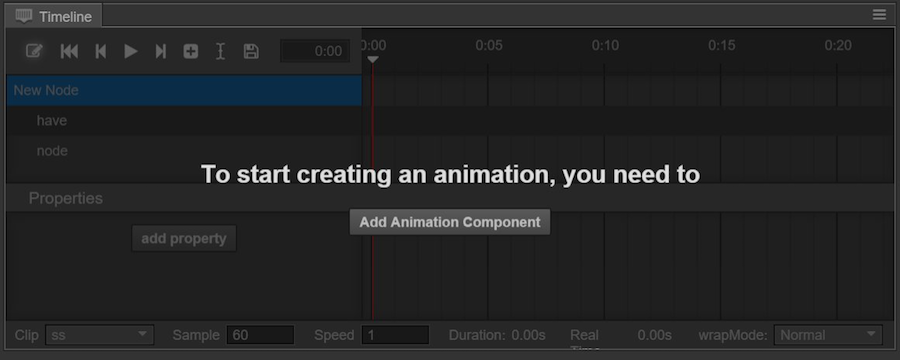 Timeline
0:00 0:00 0:05 0:10 0:15 0:20
New Node
have
node
To start creating an animation, you need to
Properties
Add Animation Component
add property
Clip ss Sample 60 Speed 1 Duration: 0.00s Real Time 0.00s wrapMode: Normal